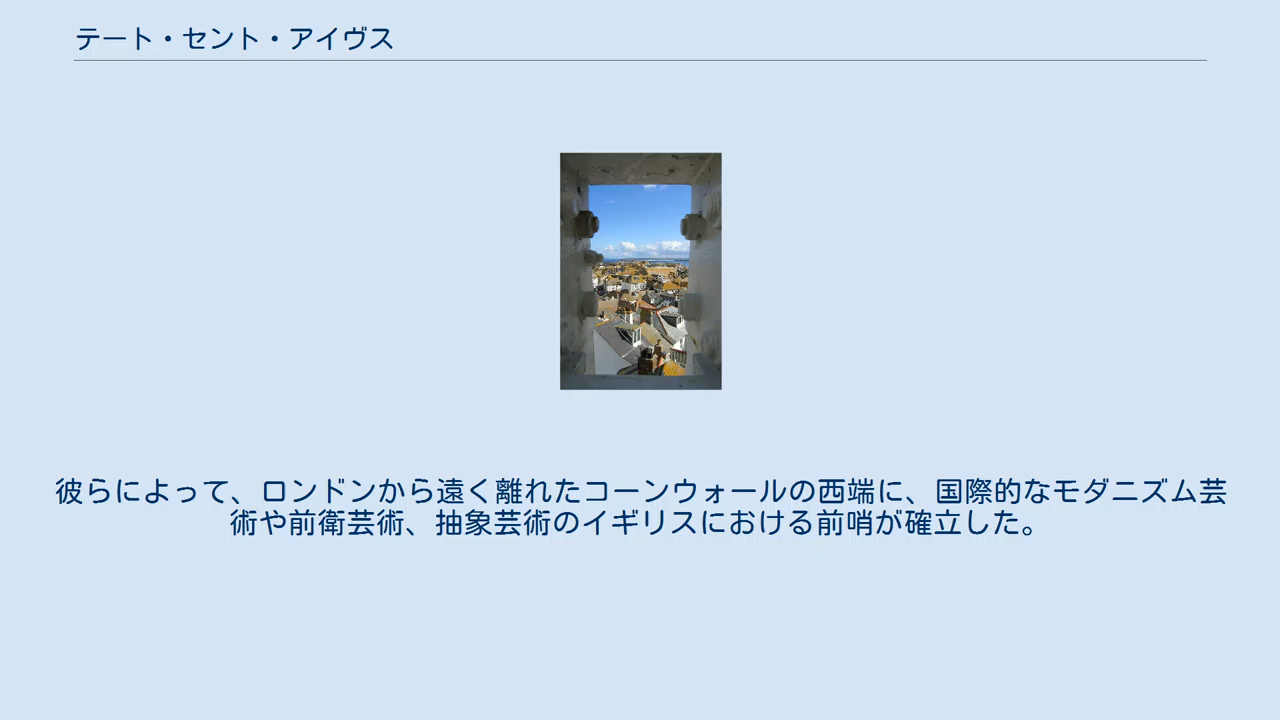 テート・セント・アイヴス
彼らによって、ロンドンから遠く離れたコーンウォールの西端に、国際的なモダニズム芸
術や前衛芸術、抽象芸術のイギリスにおける前哨が確立した。